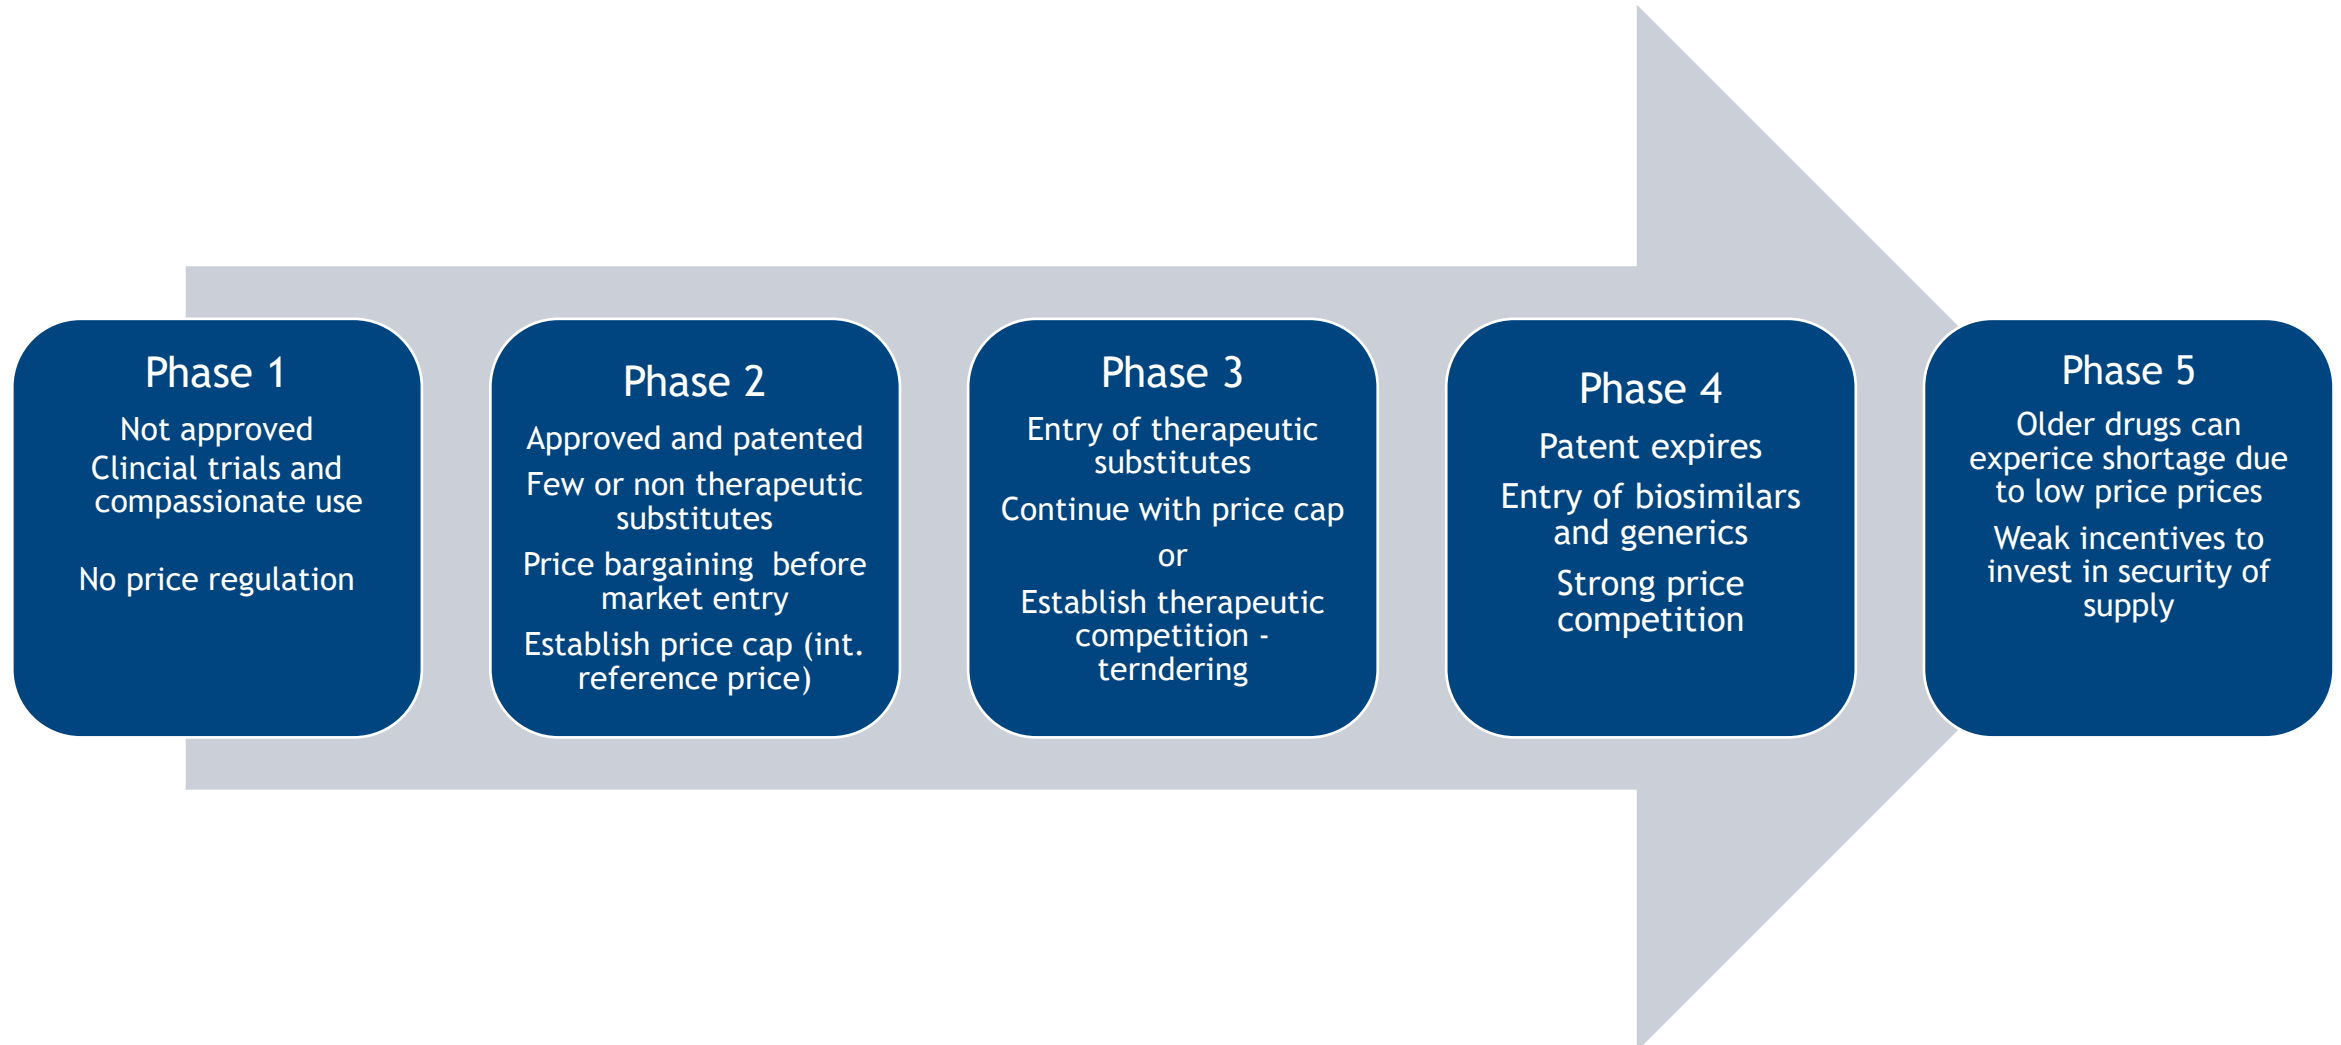 Phase 1
Not approved
Clincial trials and
compassionate use
No price regulation
Phase 2
Approved and patented
Few or non therapeutic
substitutes
Price bargaining  before
market entry
Establish price cap (int.
reference price)
Phase 3
Entry of therapeutic
substitutes
Continue with price cap
or
Establish therapeutic
competition -
terndering
Phase 4
Patent expires
Entry of biosimilars
and generics
Strong price
competition
Phase 5
Older drugs can
experice shortage due
to low price prices
Weak incentives to
invest in security of
supply